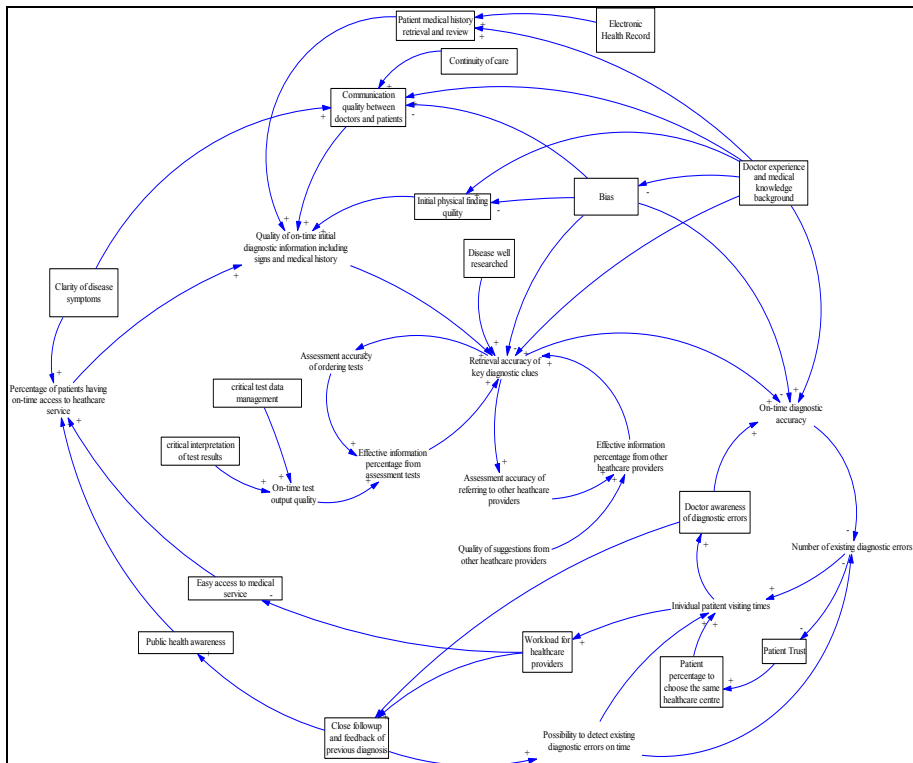 Patient medical history
retrieval and review
Electronic
Health Record
+
+
Continuity of care
+
Communication
quality between
doctors and patients
+
-
Doctor experience
and medical
knowledge
background
Bias
-
Initial physical finding
qulity
+
-
+
+
+
+
Quality of on-time initial
diagnostic information including
signs and medical history
+
Disease well
researched
Clarity of disease
symptoms
+
+
-
+
Assessment accuracy
of ordering tests
+
Retrieval accuracy of
key diagnostic clues
+
+
+
Percentage of patients having
on-time access to heatlcare
service
+
+
critical test data
management
+
-
+
On-time diagnostic
accuracy
+
critical interpretation
of test results
Effective information
percentage from
assessment tests
+
+
Effective information
percentage from other
heathcare providers
+
+
+
+
On-time test
output quality
Assessment accuracy of
referring to other heathcare
providers
+
Doctor awareness
of diagnostic errors
+
Quality of suggestions from
other heathcare providers
Number of existing diagnostic errors
-
-
Easy access to medical
service
-
Inividual patitent visiting times
+
+
+
Public health awareness
+
Workload for
healthcare
providers
+
Patient Trust
-
Patient
percentage to
choose the same
healthcare centre
+
Close followup
and feedback of
previous diagnosis
+
Possibility to detect existing
diagnostic errors on time
+